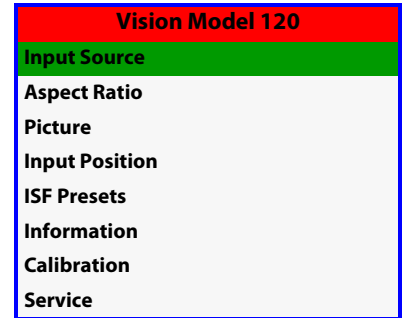 Vision Model 120
Input Source
Aspect Ratio
Picture
Input Position
ISF Presets
Information
Calibration
Service